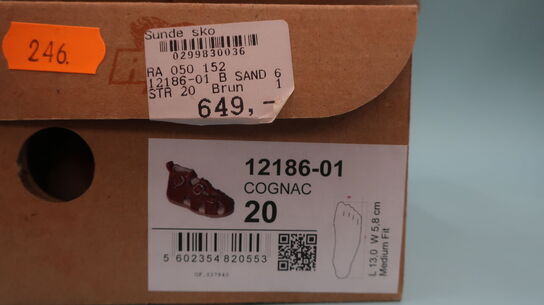 246.
Sunde sko
0299830036
RA 050 152
12186-01 B SAND 6
STR 20 Brun 1
649,-
12186-01
COGNAC
20
L 13,0 W 5,8 cm
Medium Fit
5 602354 820553